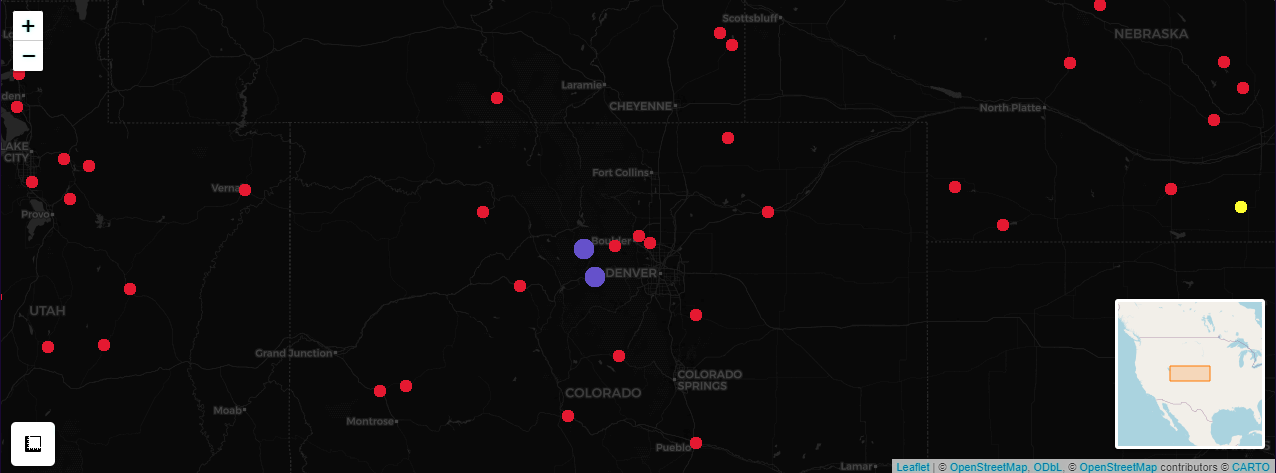 +
−
Scottsbluff
NEBRASKA
Laramie
CHEYENNE
North Platte
LAKE
CITY
Fort Collins
Verna
Provo
Boulder
DENVER
UTAH
Grand Junction
COLORADO
SPRINGS
COLORADO
Moab
Montrose
Pueblo
Lamar
Leaflet | © OpenStreetMap, ODbL, © OpenStreetMap contributors © CARTO